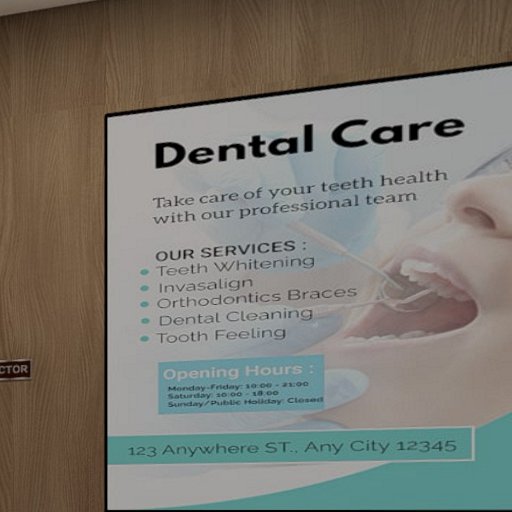 Dental Care
Take care of your teeth health
with our professional team
OUR SERVICES :
Teeth Whitening
Invasalign
Orthodontics Braces
Dental Cleaning
Tooth Feeling
Opening Hours :
Monday-Friday: 10:00 - 21:00
Saturday: 10:00 - 18:00
Sunday/Public Holiday: Closed
123 Anywhere ST., Any City 12345
CTOR